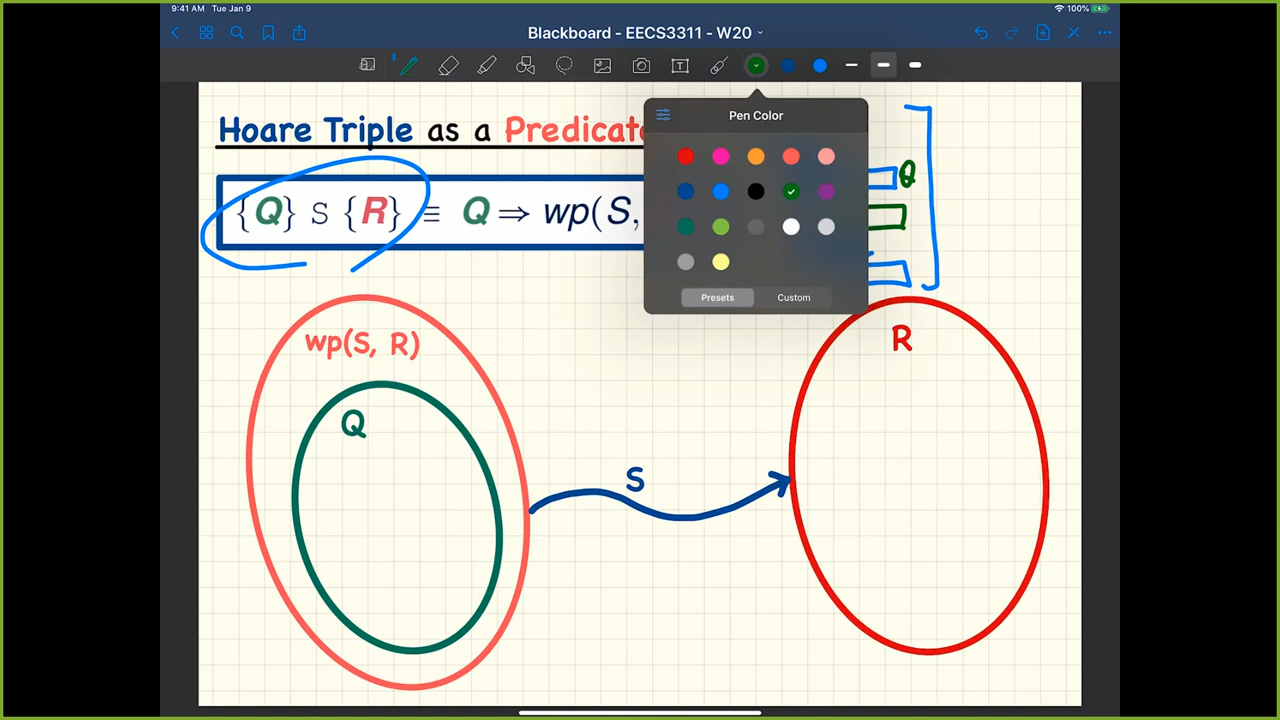 9:41 AM Tue Jan 9
100%
Blackboard - EECS3311 - W20
Hoare Triple as a Predicat
Pen Color
{Q} S {R} ≡ Q ⇒ wp(S,
Q
Presets Custom
wp(S, R)
R
Q
S